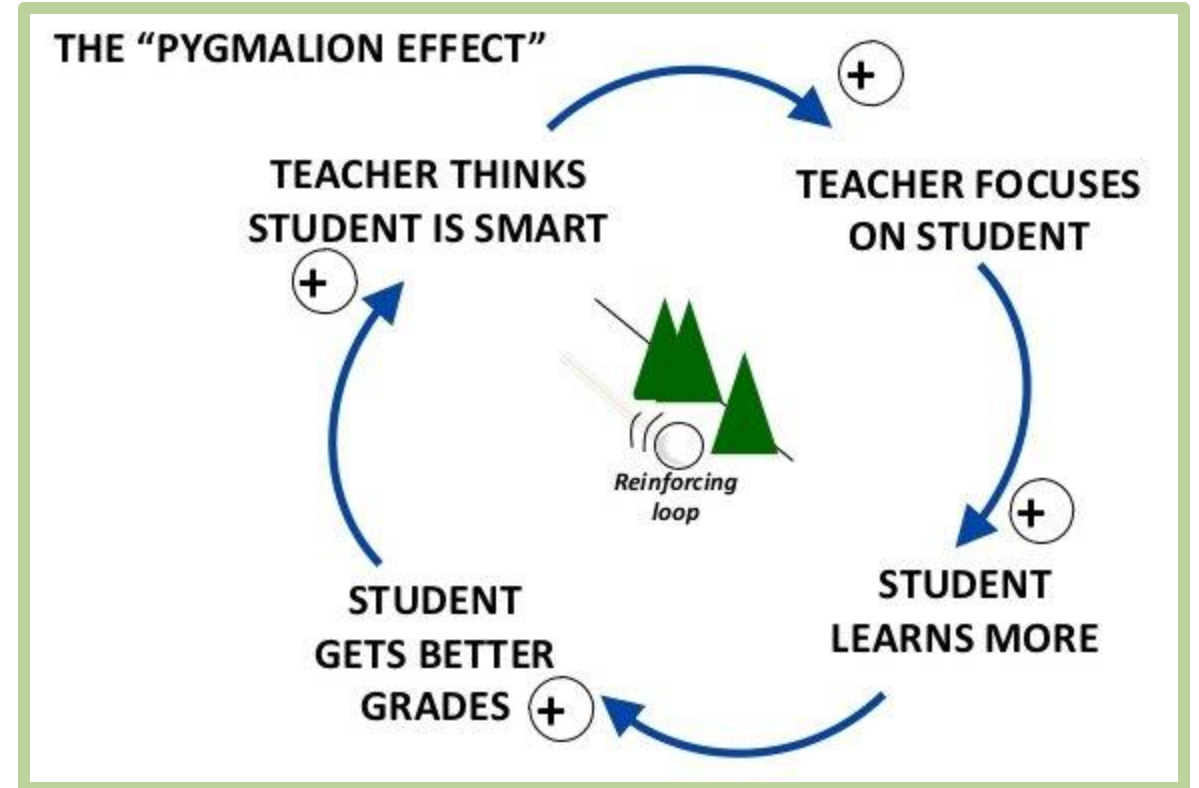 THE “PYGMALION EFFECT”
+
TEACHER THINKS
STUDENT IS SMART
+
TEACHER FOCUSES
ON STUDENT
+
STUDENT
LEARNS MORE
STUDENT
GETS BETTER
GRADES +
Reinforcing
loop